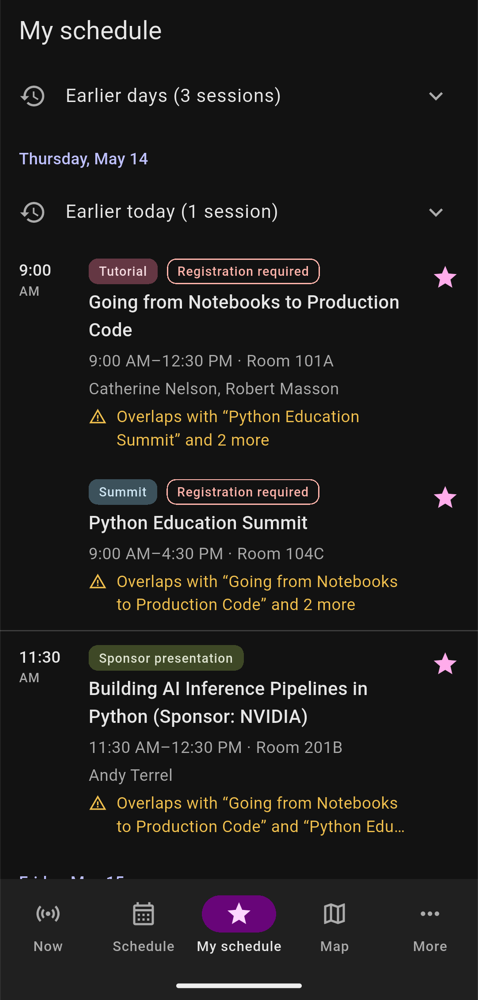 My schedule
Earlier days (3 sessions)
Thursday, May 14
Earlier today (1 session)
9:00
AM
Tutorial
Registration required
Going from Notebooks to Production
Code
9:00 AM–12:30 PM · Room 101A
Catherine Nelson, Robert Masson
Overlaps with “Python Education
Summit” and 2 more
Summit
Registration required
Python Education Summit
9:00 AM–4:30 PM · Room 104C
Overlaps with “Going from Notebooks
to Production Code” and 2 more
11:30
AM
Sponsor presentation
Building AI Inference Pipelines in
Python (Sponsor: NVIDIA)
11:30 AM–12:30 PM · Room 201B
Andy Terrel
Overlaps with “Going from Notebooks
to Production Code” and “Python Edu…
Friday, May 15
Now
Schedule
My schedule
Map
More